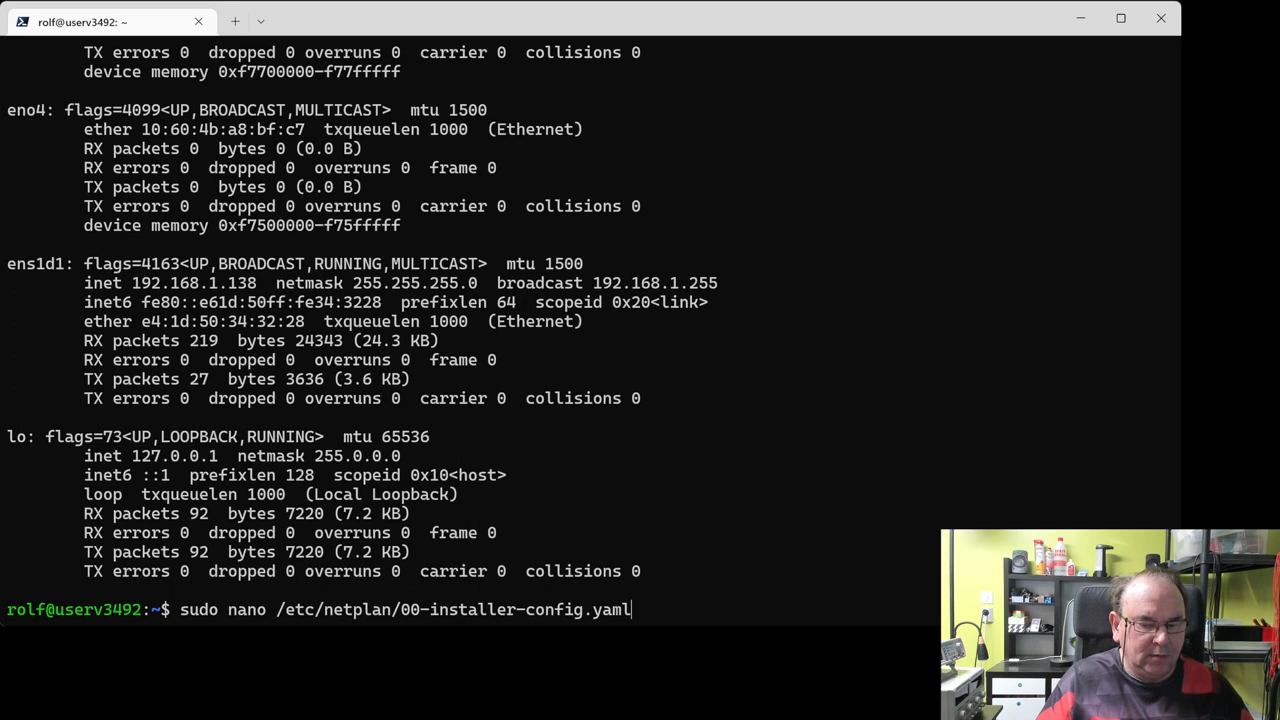 rolf@userv3492: ~
TX errors 0  dropped 0 overruns 0  carrier 0  collisions 0
device memory 0xf7700000-f77fffff
eno4: flags=4099<UP,BROADCAST,MULTICAST>  mtu 1500
ether 10:60:4b:a8:bf:c7  txqueuelen 1000  (Ethernet)
RX packets 0  bytes 0 (0.0 B)
RX errors 0  dropped 0  overruns 0  frame 0
TX packets 0  bytes 0 (0.0 B)
TX errors 0  dropped 0 overruns 0  carrier 0  collisions 0
device memory 0xf7500000-f75fffff
ens1d1: flags=4163<UP,BROADCAST,RUNNING,MULTICAST>  mtu 1500
inet 192.168.1.138  netmask 255.255.255.0  broadcast 192.168.1.255
inet6 fe80::e61d:50ff:fe34:3228  prefixlen 64  scopeid 0x20<link>
ether e4:1d:50:34:32:28  txqueuelen 1000  (Ethernet)
RX packets 219  bytes 24343 (24.3 KB)
RX errors 0  dropped 0  overruns 0  frame 0
TX packets 27  bytes 3636 (3.6 KB)
TX errors 0  dropped 0 overruns 0  carrier 0  collisions 0
lo: flags=73<UP,LOOPBACK,RUNNING>  mtu 65536
inet 127.0.0.1  netmask 255.0.0.0
inet6 ::1  prefixlen 128  scopeid 0x10<host>
loop  txqueuelen 1000  (Local Loopback)
RX packets 92  bytes 7220 (7.2 KB)
RX errors 0  dropped 0  overruns 0  frame 0
TX packets 92  bytes 7220 (7.2 KB)
TX errors 0  dropped 0 overruns 0  carrier 0  collisions 0
rolf@userv3492:~$ sudo nano /etc/netplan/00-installer-config.yaml